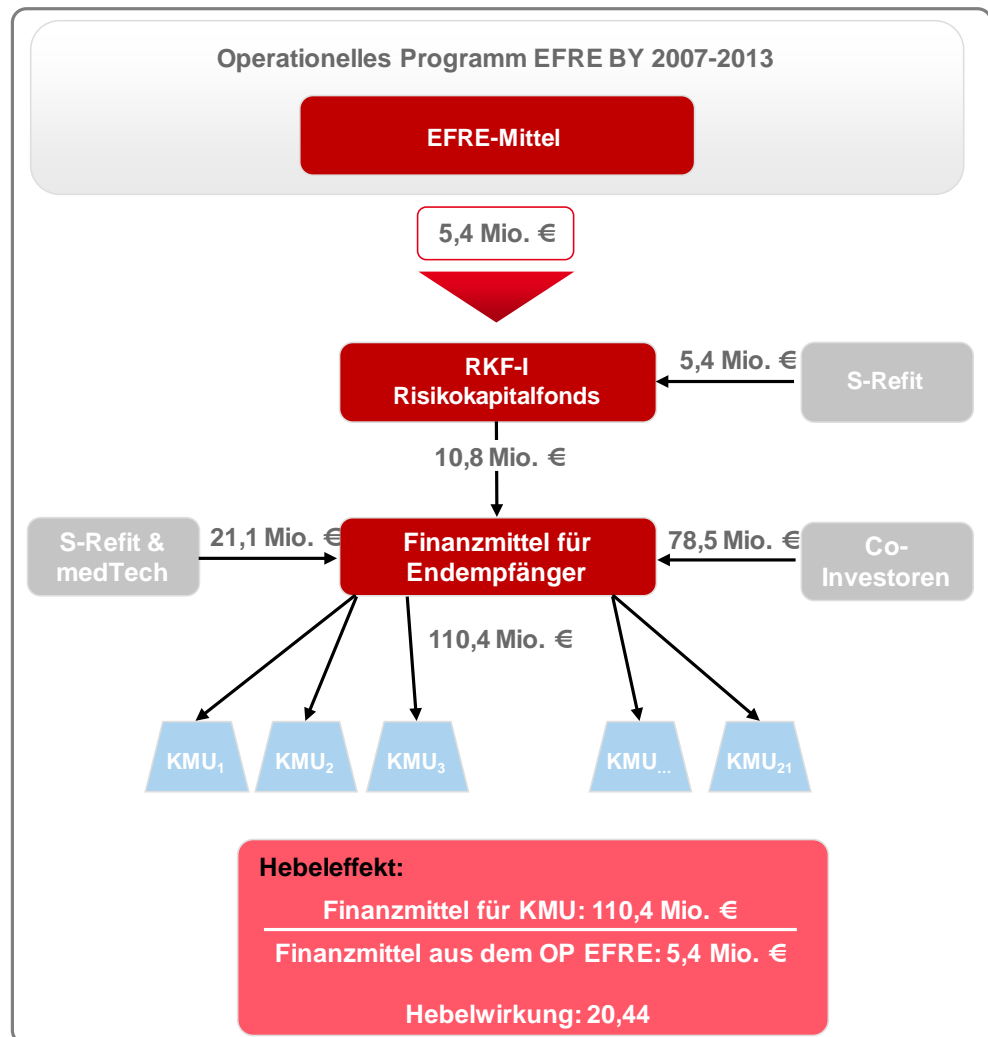 Operationelles Programm EFRE BY 2007-2013
EFRE-Mittel
5,4 Mio. €
RKF-I
Risikokapitalfonds
5,4 Mio. €
S-Refit
10,8 Mio. €
S-Refit &
medTech
21,1 Mio. €
Finanzmittel für
Endempfänger
78,5 Mio. €
Co-
Investoren
110,4 Mio. €
KMU1
KMU2
KMU3
KMU...
KMU21
Hebeleffekt:
Finanzmittel für KMU: 110,4 Mio. €
Finanzmittel aus dem OP EFRE: 5,4 Mio. €
Hebelwirkung: 20,44